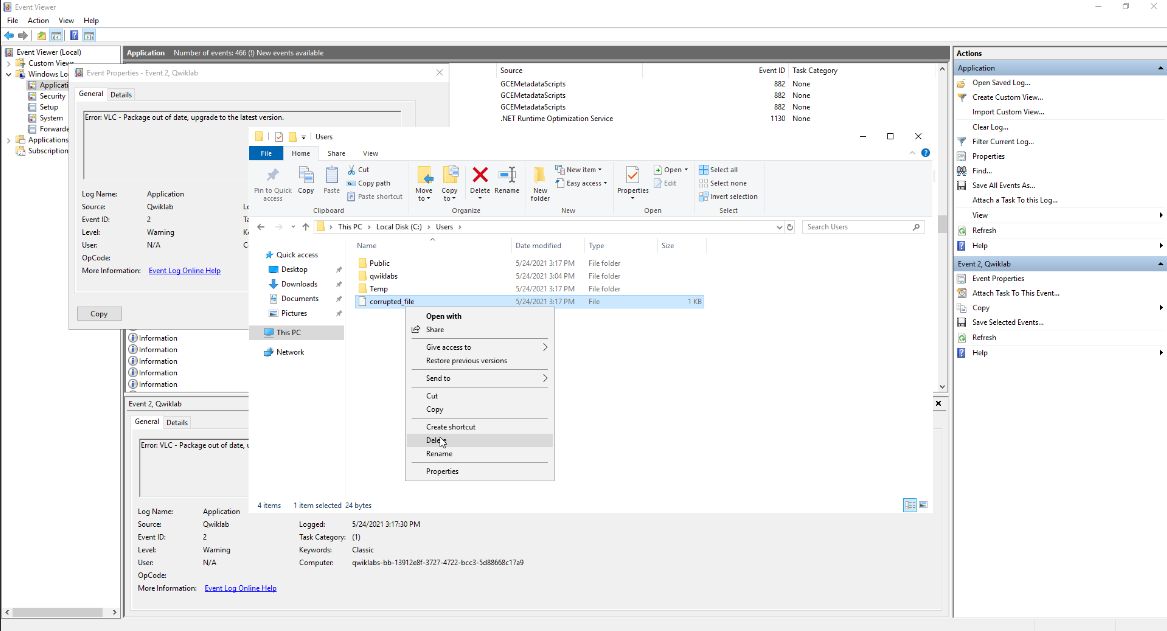 Event Viewer
File Action View Help
Event Viewer (Local)
Custom Views
Windows Lo
Applicati
Security
Setup
System
Forwarde
Applications
Subscription
Application Number of events: 466 (!) New events available
Source Event ID Task Category
GCEMetadataScripts 882 None
GCEMetadataScripts 882 None
GCEMetadataScripts 882 None
.NET Runtime Optimization Service 1130 None
Event Properties - Event 2, Qwiklab
General Details
Error: VLC - Package out of date, upgrade to the latest version.
Log Name: Application
Source: Qwiklab
Event ID: 2
Level: Warning
User: N/A
OpCode:
More Information: Event Log Online Help
Copy
Users
File Home Share View
Pin to Quick access
Copy
Paste
Cut
Copy path
Paste shortcut
Clipboard
Move to
Copy to
Delete
Rename
Organize
New folder
New item
Easy access
New
Properties
Open
Edit
Open
Select all
Select none
Invert selection
Select
This PC > Local Disk (C:) > Users >
Search Users
Quick access
Desktop
Downloads
Documents
Pictures
This PC
Network
Name Date modified Type Size
Public 5/24/2021 3:17 PM File folder
qwiklabs 5/24/2021 3:04 PM File folder
Temp 5/24/2021 3:17 PM File folder
corrupted_file 5/24/2021 3:17 PM File 1 KB
Open with
Share
Give access to
Restore previous versions
Send to
Cut
Copy
Create shortcut
Delete
Rename
Properties
4 items 1 item selected 24 bytes
Information
Information
Information
Information
Information
Event 2, Qwiklab
General Details
Error: VLC - Package out of date,
Log Name: Application
Source: Qwiklab Logged: 5/24/2021 3:17:30 PM
Event ID: 2 Task Category: (1)
Level: Warning Keywords: Classic
User: N/A Computer: qwiklabs-bb-13912e8f-3727-4722-bcc3-5d88668c17a9
OpCode:
More Information: Event Log Online Help
Actions
Application
Open Saved Log...
Create Custom View...
Import Custom View...
Clear Log...
Filter Current Log...
Properties
Find...
Save All Events As...
Attach a Task To this Log...
View
Refresh
Help
Event 2, Qwiklab
Event Properties
Attach Task To This Event...
Copy
Save Selected Events...
Refresh
Help